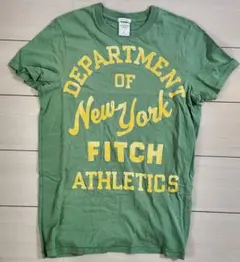 DEPARTMENT
OF
New York
FITCH
ATHLETICS